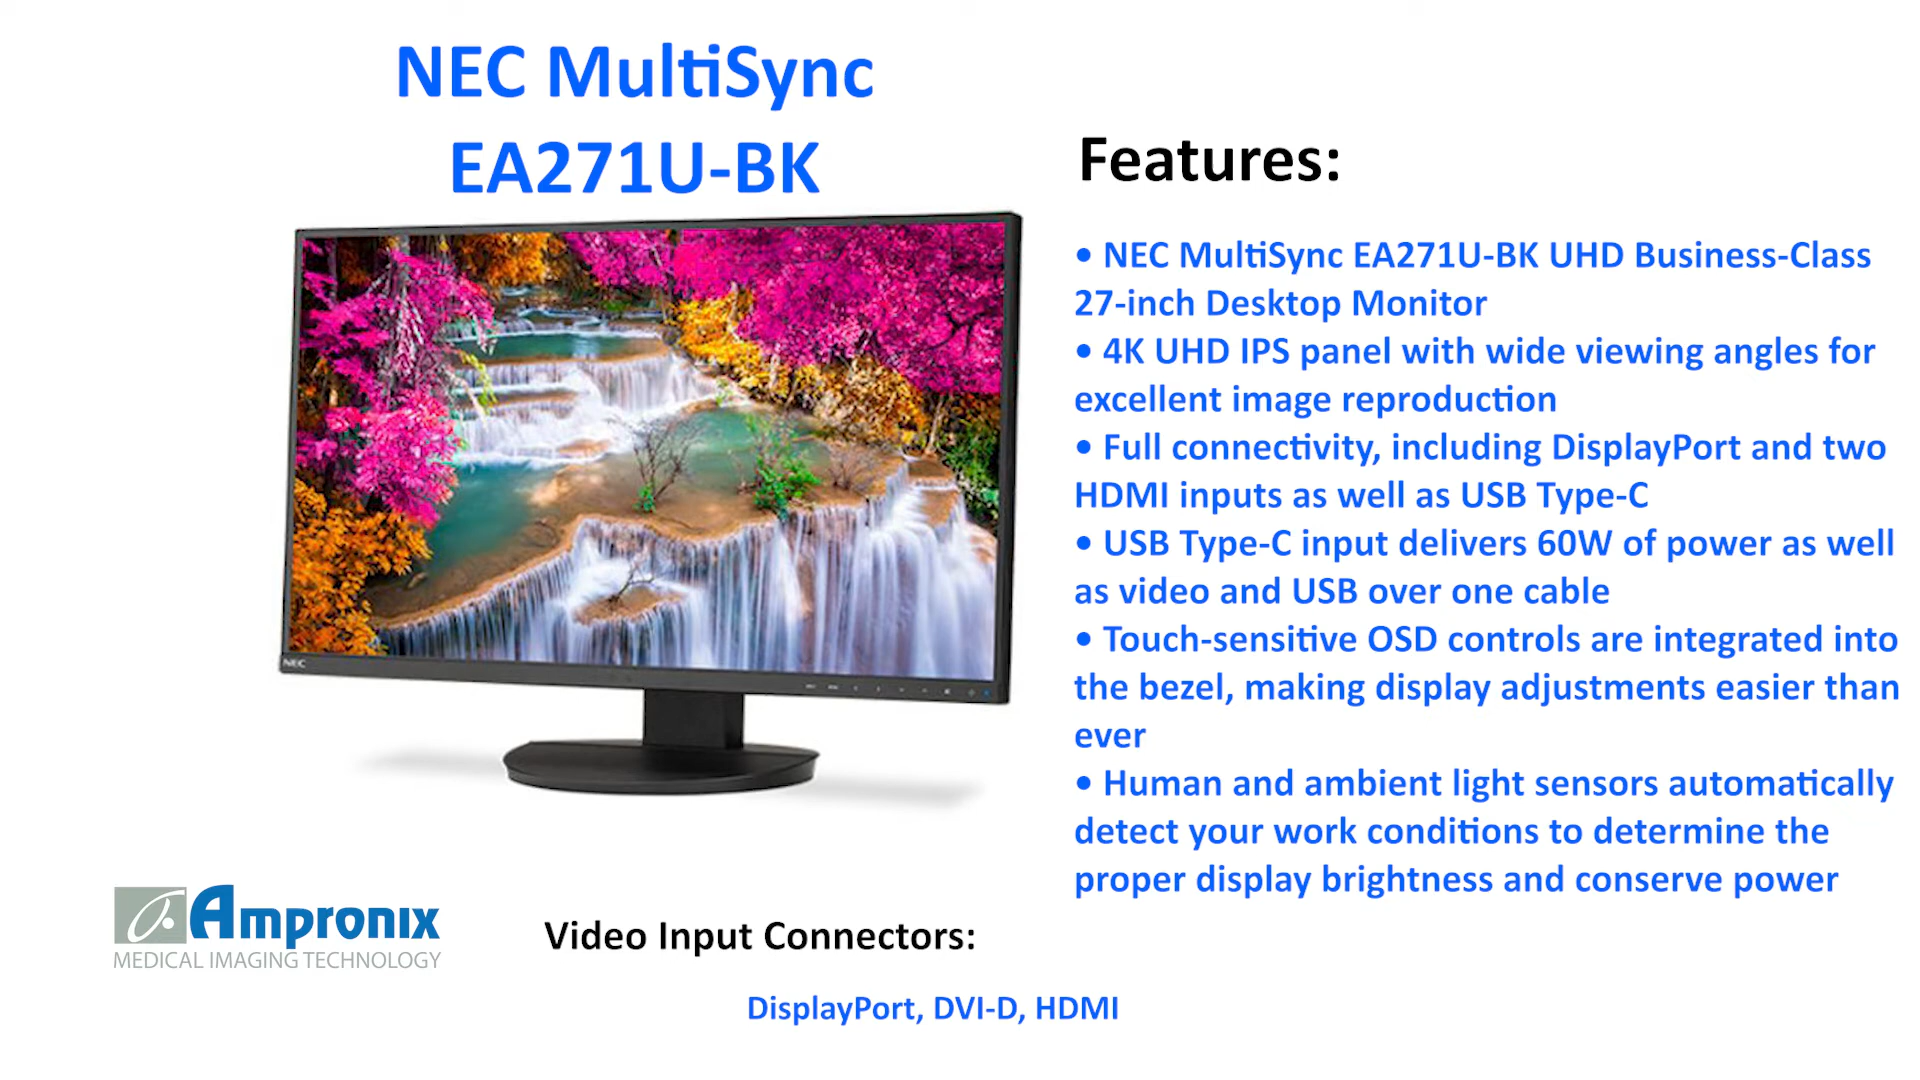 NEC MultiSync
EA271U-BK
Features:
• NEC MultiSync EA271U-BK UHD Business-Class
27-inch Desktop Monitor
• 4K UHD IPS panel with wide viewing angles for
excellent image reproduction
• Full connectivity, including DisplayPort and two
HDMI inputs as well as USB Type-C
• USB Type-C input delivers 60W of power as well
as video and USB over one cable
• Touch-sensitive OSD controls are integrated into
the bezel, making display adjustments easier than
ever
• Human and ambient light sensors automatically
detect your work conditions to determine the
proper display brightness and conserve power
NEC
Ampronix
MEDICAL IMAGING TECHNOLOGY
Video Input Connectors:
DisplayPort, DVI-D, HDMI